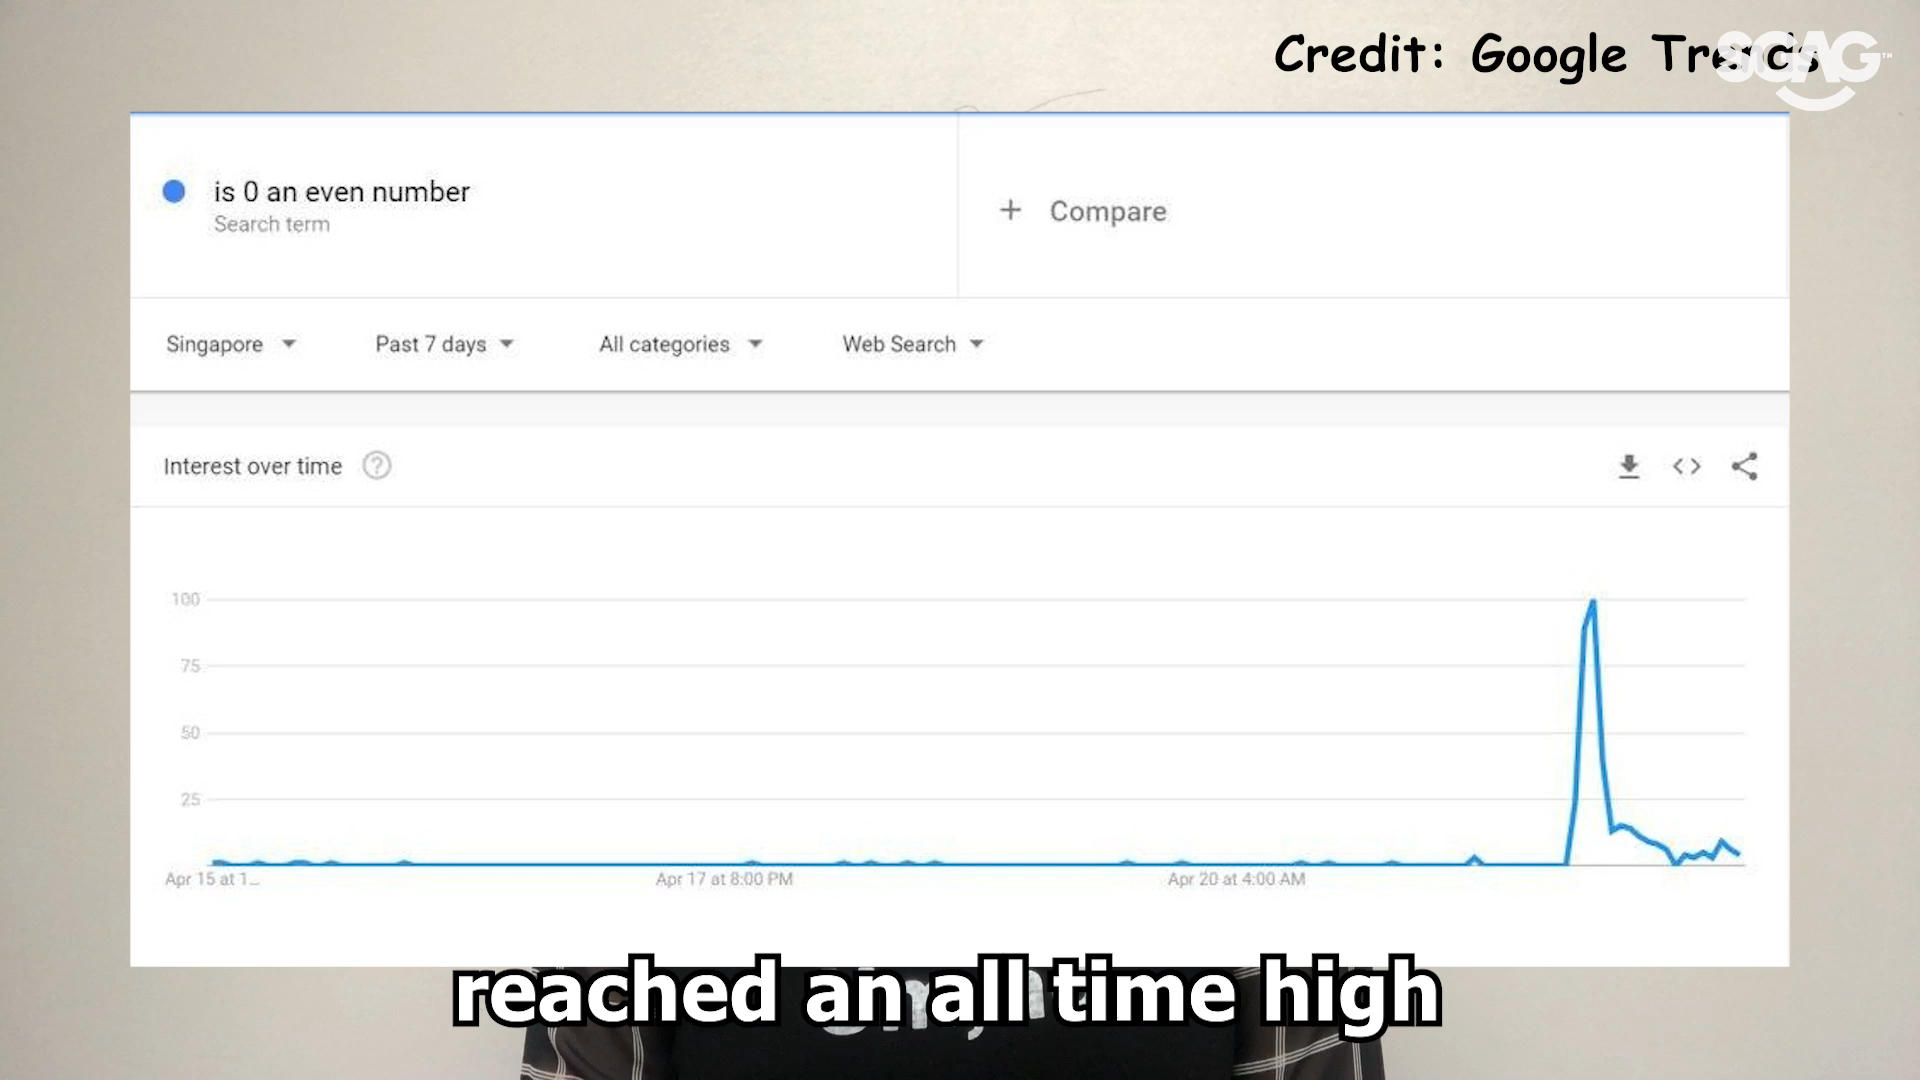 Credit: Google Trends
SGAG™
is 0 an even number
Search term
+ Compare
Singapore
Past 7 days
All categories
Web Search
Interest over time ?
100
75
50
25
Apr 15 at 1...
Apr 17 at 8:00 PM
Apr 20 at 4:00 AM
reached an all time high